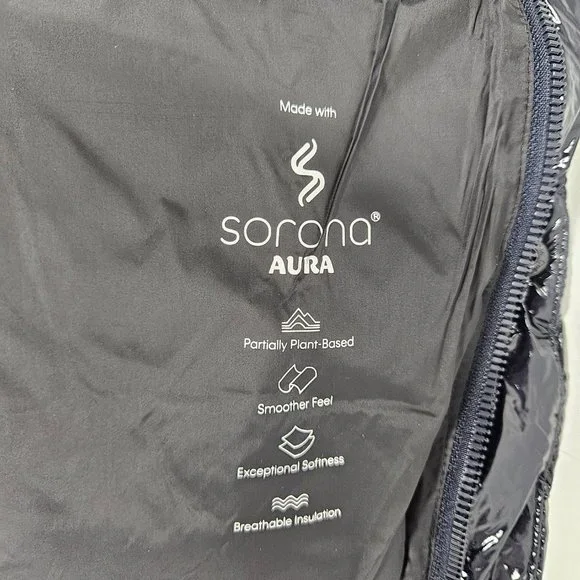 Made with
sorona®
AURA
Partially Plant-Based
Smoother Feel
Exceptional Softness
Breathable Insulation